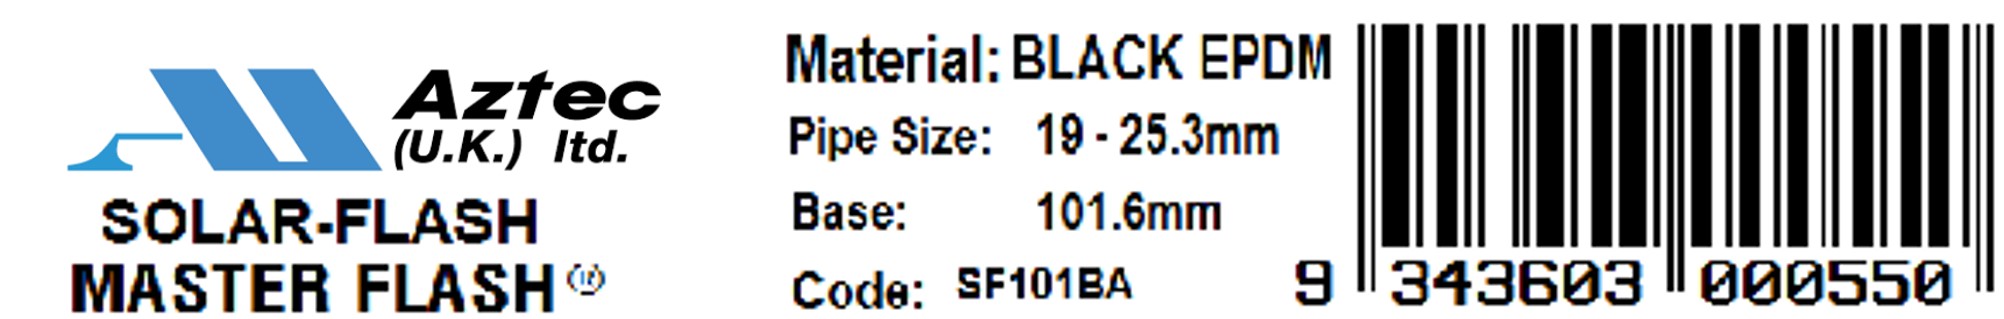 Aztec
(U.K.) ltd.
SOLAR-FLASH
MASTER FLASH®
Material: BLACK EPDM
Pipe Size: 19 - 25.3mm
Base: 101.6mm
Code: SF101BA
9 343603 000550